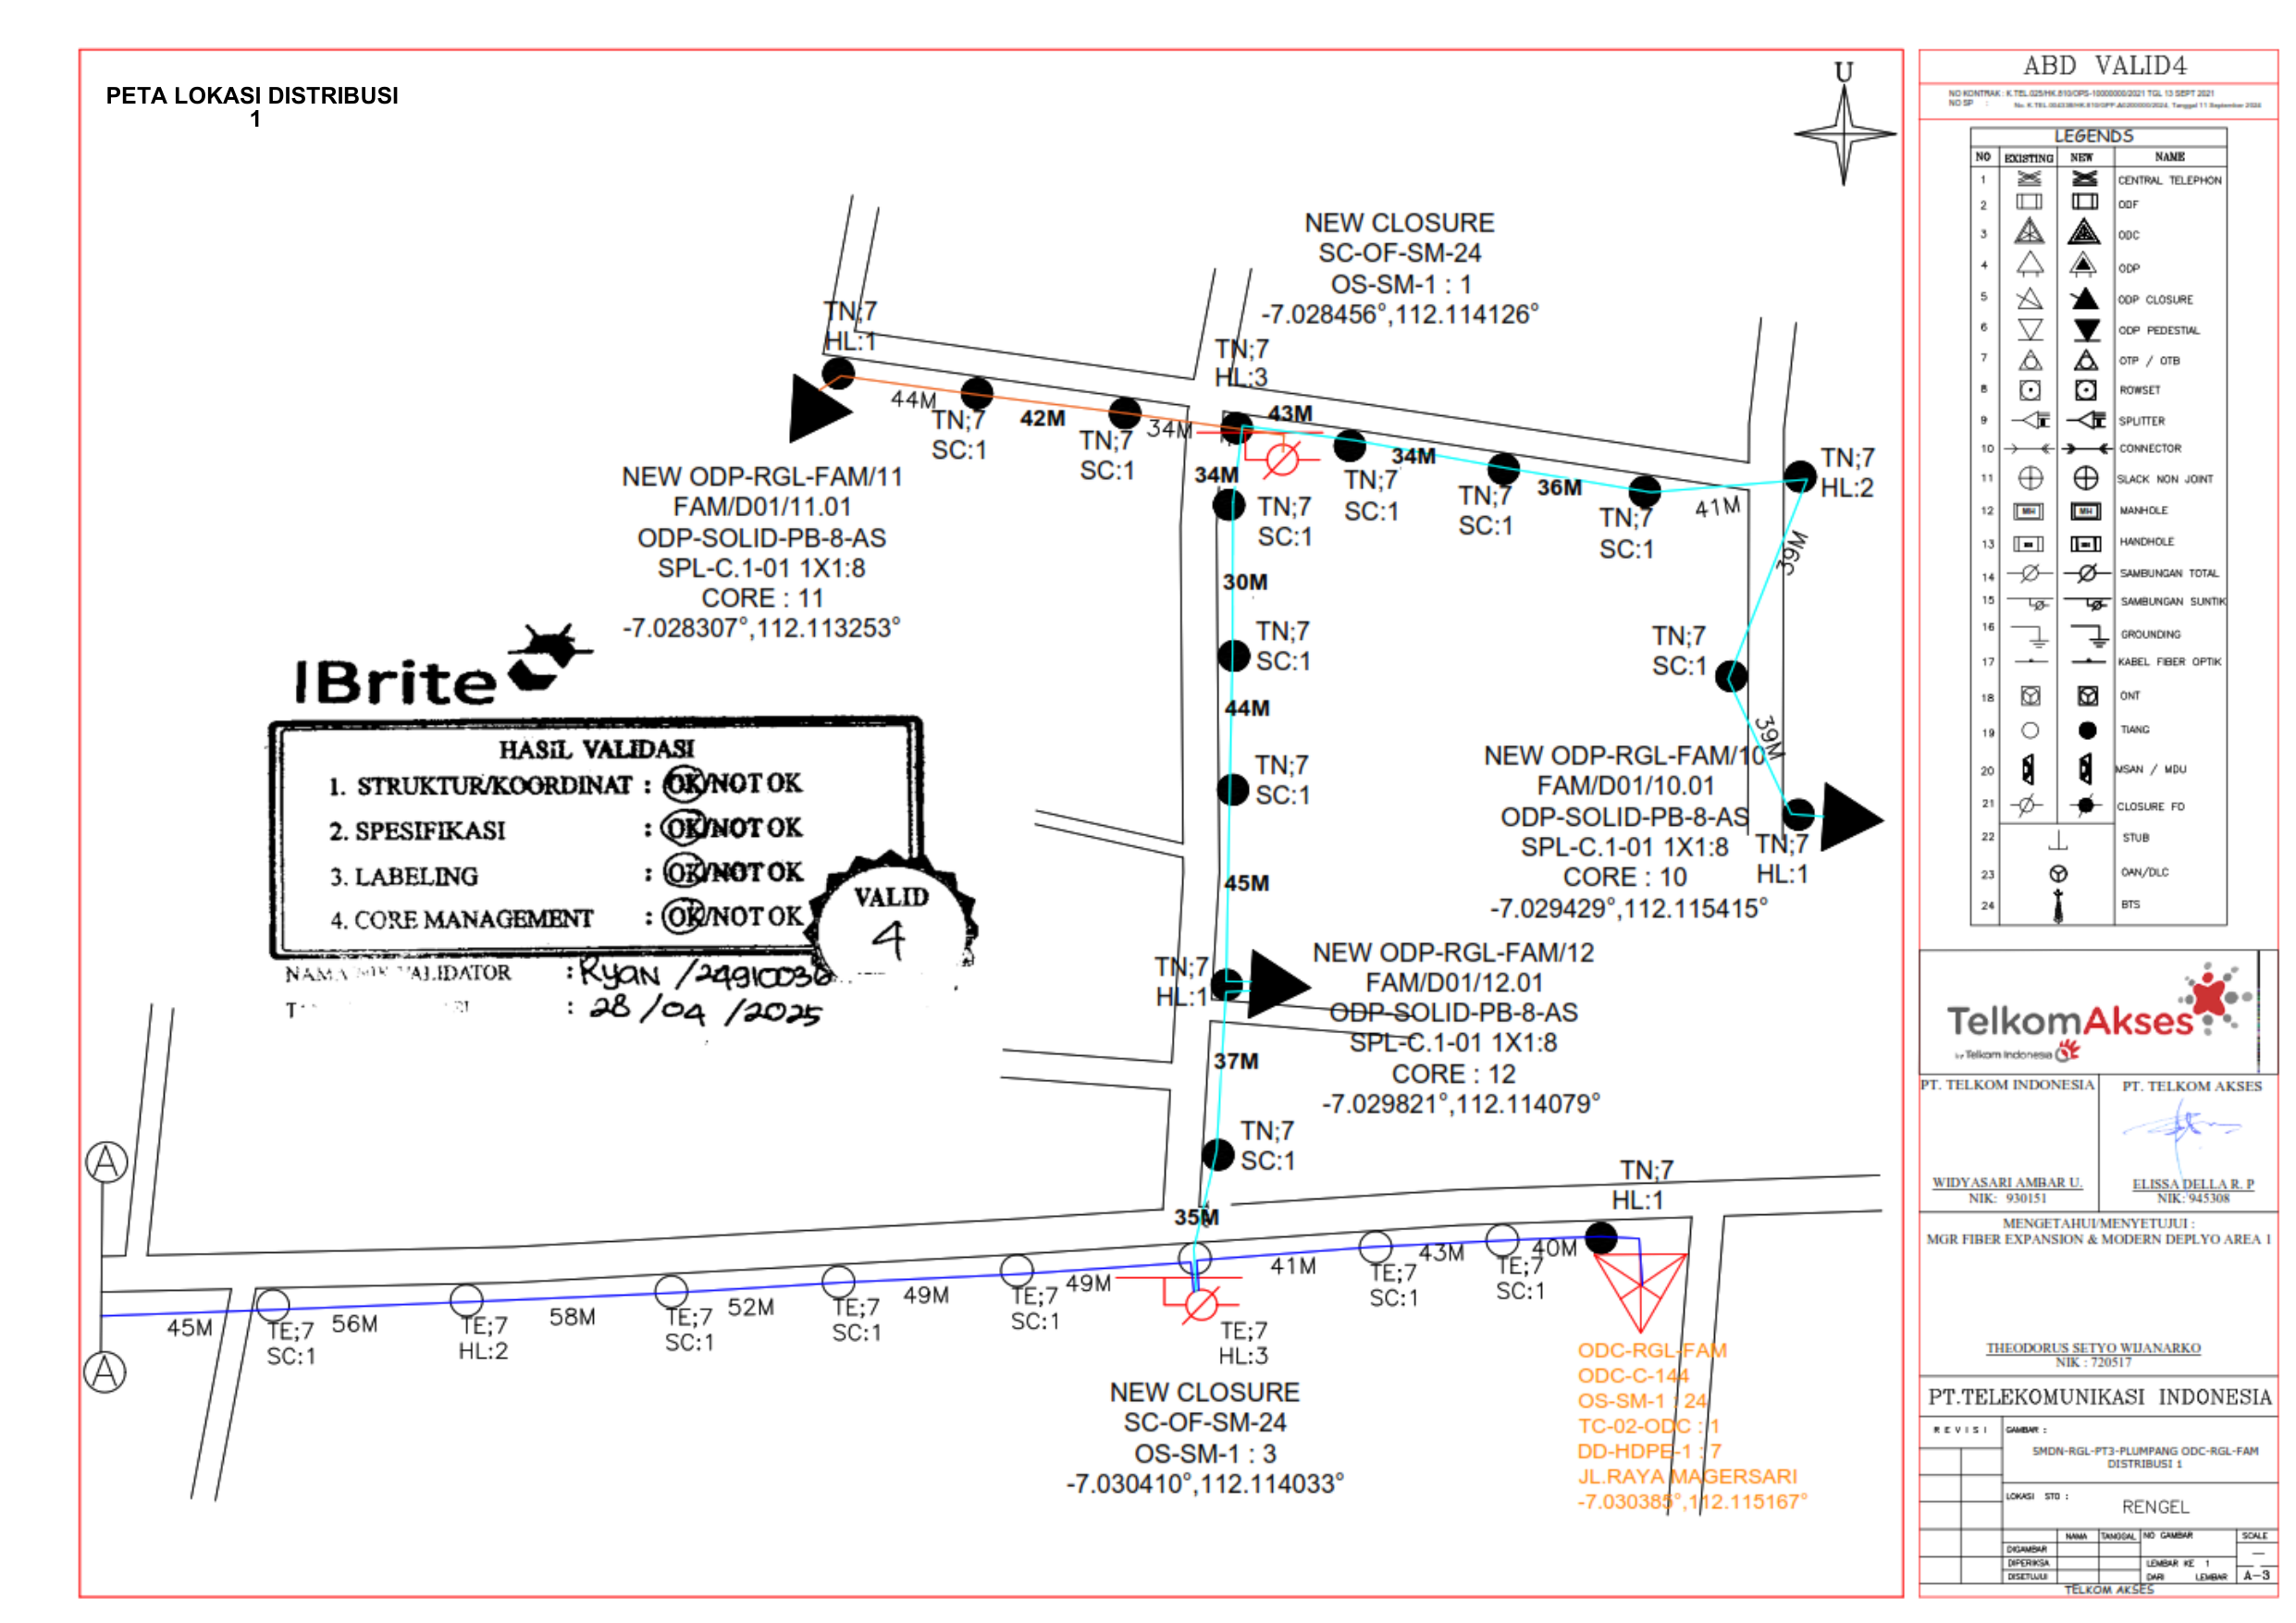 PETA LOKASI DISTRIBUSI
1
U
NEW CLOSURE
SC-OF-SM-24
OS-SM-1 : 1
-7.028456°,112.114126°
TN;7
HL:1
TN;7
HL:3
44M
TN;7
SC:1
42M
TN;7
SC:1
34M
43M
TN;7
SC:1
34M
TN;7
SC:1
36M
TN;7
SC:1
41M
TN;7
HL:2
39M
TN;7
SC:1
39M
TN;7
HL:1
NEW ODP-RGL-FAM/11
FAM/D01/11.01
ODP-SOLID-PB-8-AS
SPL-C.1-01 1X1:8
CORE : 11
-7.028307°,112.113253°
34M
TN;7
SC:1
30M
TN;7
SC:1
44M
TN;7
SC:1
45M
TN;7
HL:1
37M
TN;7
SC:1
35M
NEW ODP-RGL-FAM/10
FAM/D01/10.01
ODP-SOLID-PB-8-AS
SPL-C.1-01 1X1:8
CORE : 10
-7.029429°,112.115415°
NEW ODP-RGL-FAM/12
FAM/D01/12.01
ODP-SOLID-PB-8-AS
SPL-C.1-01 1X1:8
CORE : 12
-7.029821°,112.114079°
IBrite
HASIL VALIDASI
1. STRUKTUR/KOORDINAT : OK/NOT OK
2. SPESIFIKASI : OK/NOT OK
3. LABELING : OK/NOT OK
4. CORE MANAGEMENT : OK/NOT OK
VALID
4
VALIDATOR : Ryan /24910036
: 28/04/2025
A
A
45M
TE;7
SC:1
56M
TE;7
HL:2
58M
TE;7
SC:1
52M
TE;7
SC:1
49M
TE;7
SC:1
49M
TE;7
HL:3
41M
TE;7
SC:1
43M
TE;7
SC:1
40M
TN;7
HL:1
NEW CLOSURE
SC-OF-SM-24
OS-SM-1 : 3
-7.030410°,112.114033°
ODC-RGL-FAM
ODC-C-144
OS-SM-1 : 24
TC-02-ODC : 1
DD-HDPE-1 : 7
JL.RAYA MAGERSARI
-7.030385°,112.115167°
ABD VALID4
NO KONTRAK : K.TEL.025/HK.810/OPS-10000000/2021 TGL 13 SEPT 2021
NO SP : Tanggal 11 September 2024
LEGENDS
NO EXISTING NEW NAME
1 CENTRAL TELEPHON
2 ODF
3 ODC
4 ODP
5 ODP CLOSURE
6 ODP PEDESTIAL
7 OTP / OTB
8 ROWSET
9 SPLITTER
10 CONNECTOR
11 SLACK NON JOINT
12 MH MH MANHOLE
13 HANDHOLE
14 SAMBUNGAN TOTAL
15 SAMBUNGAN SUNTIK
16 GROUNDING
17 KABEL FIBER OPTIK
18 ONT
19 TIANG
20 MSAN / MDU
21 CLOSURE FO
22 STUB
23 OAN/DLC
24 BTS
TelkomAkses
by Telkom Indonesia
PT. TELKOM INDONESIA
WIDYASARI AMBAR U.
NIK: 930151
PT. TELKOM AKSES
ELISSA DELLA R. P
NIK: 945308
MENGETAHUI/MENYETUJUI :
MGR FIBER EXPANSION & MODERN DEPLYO AREA 1
THEODORUS SETYO WIJANARKO
NIK : 720517
PT.TELEKOMUNIKASI INDONESIA
REVISI
GAMBAR :
SMDN-RGL-PT3-PLUMPANG ODC-RGL-FAM
DISTRIBUSI 1
LOKASI STO :
RENGEL
NAMA TANGGAL NO GAMBAR SCALE
DIGAMBAR
DIPERIKSA LEMBAR KE 1
DISETUJUI DARI LEMBAR A-3
TELKOM AKSES